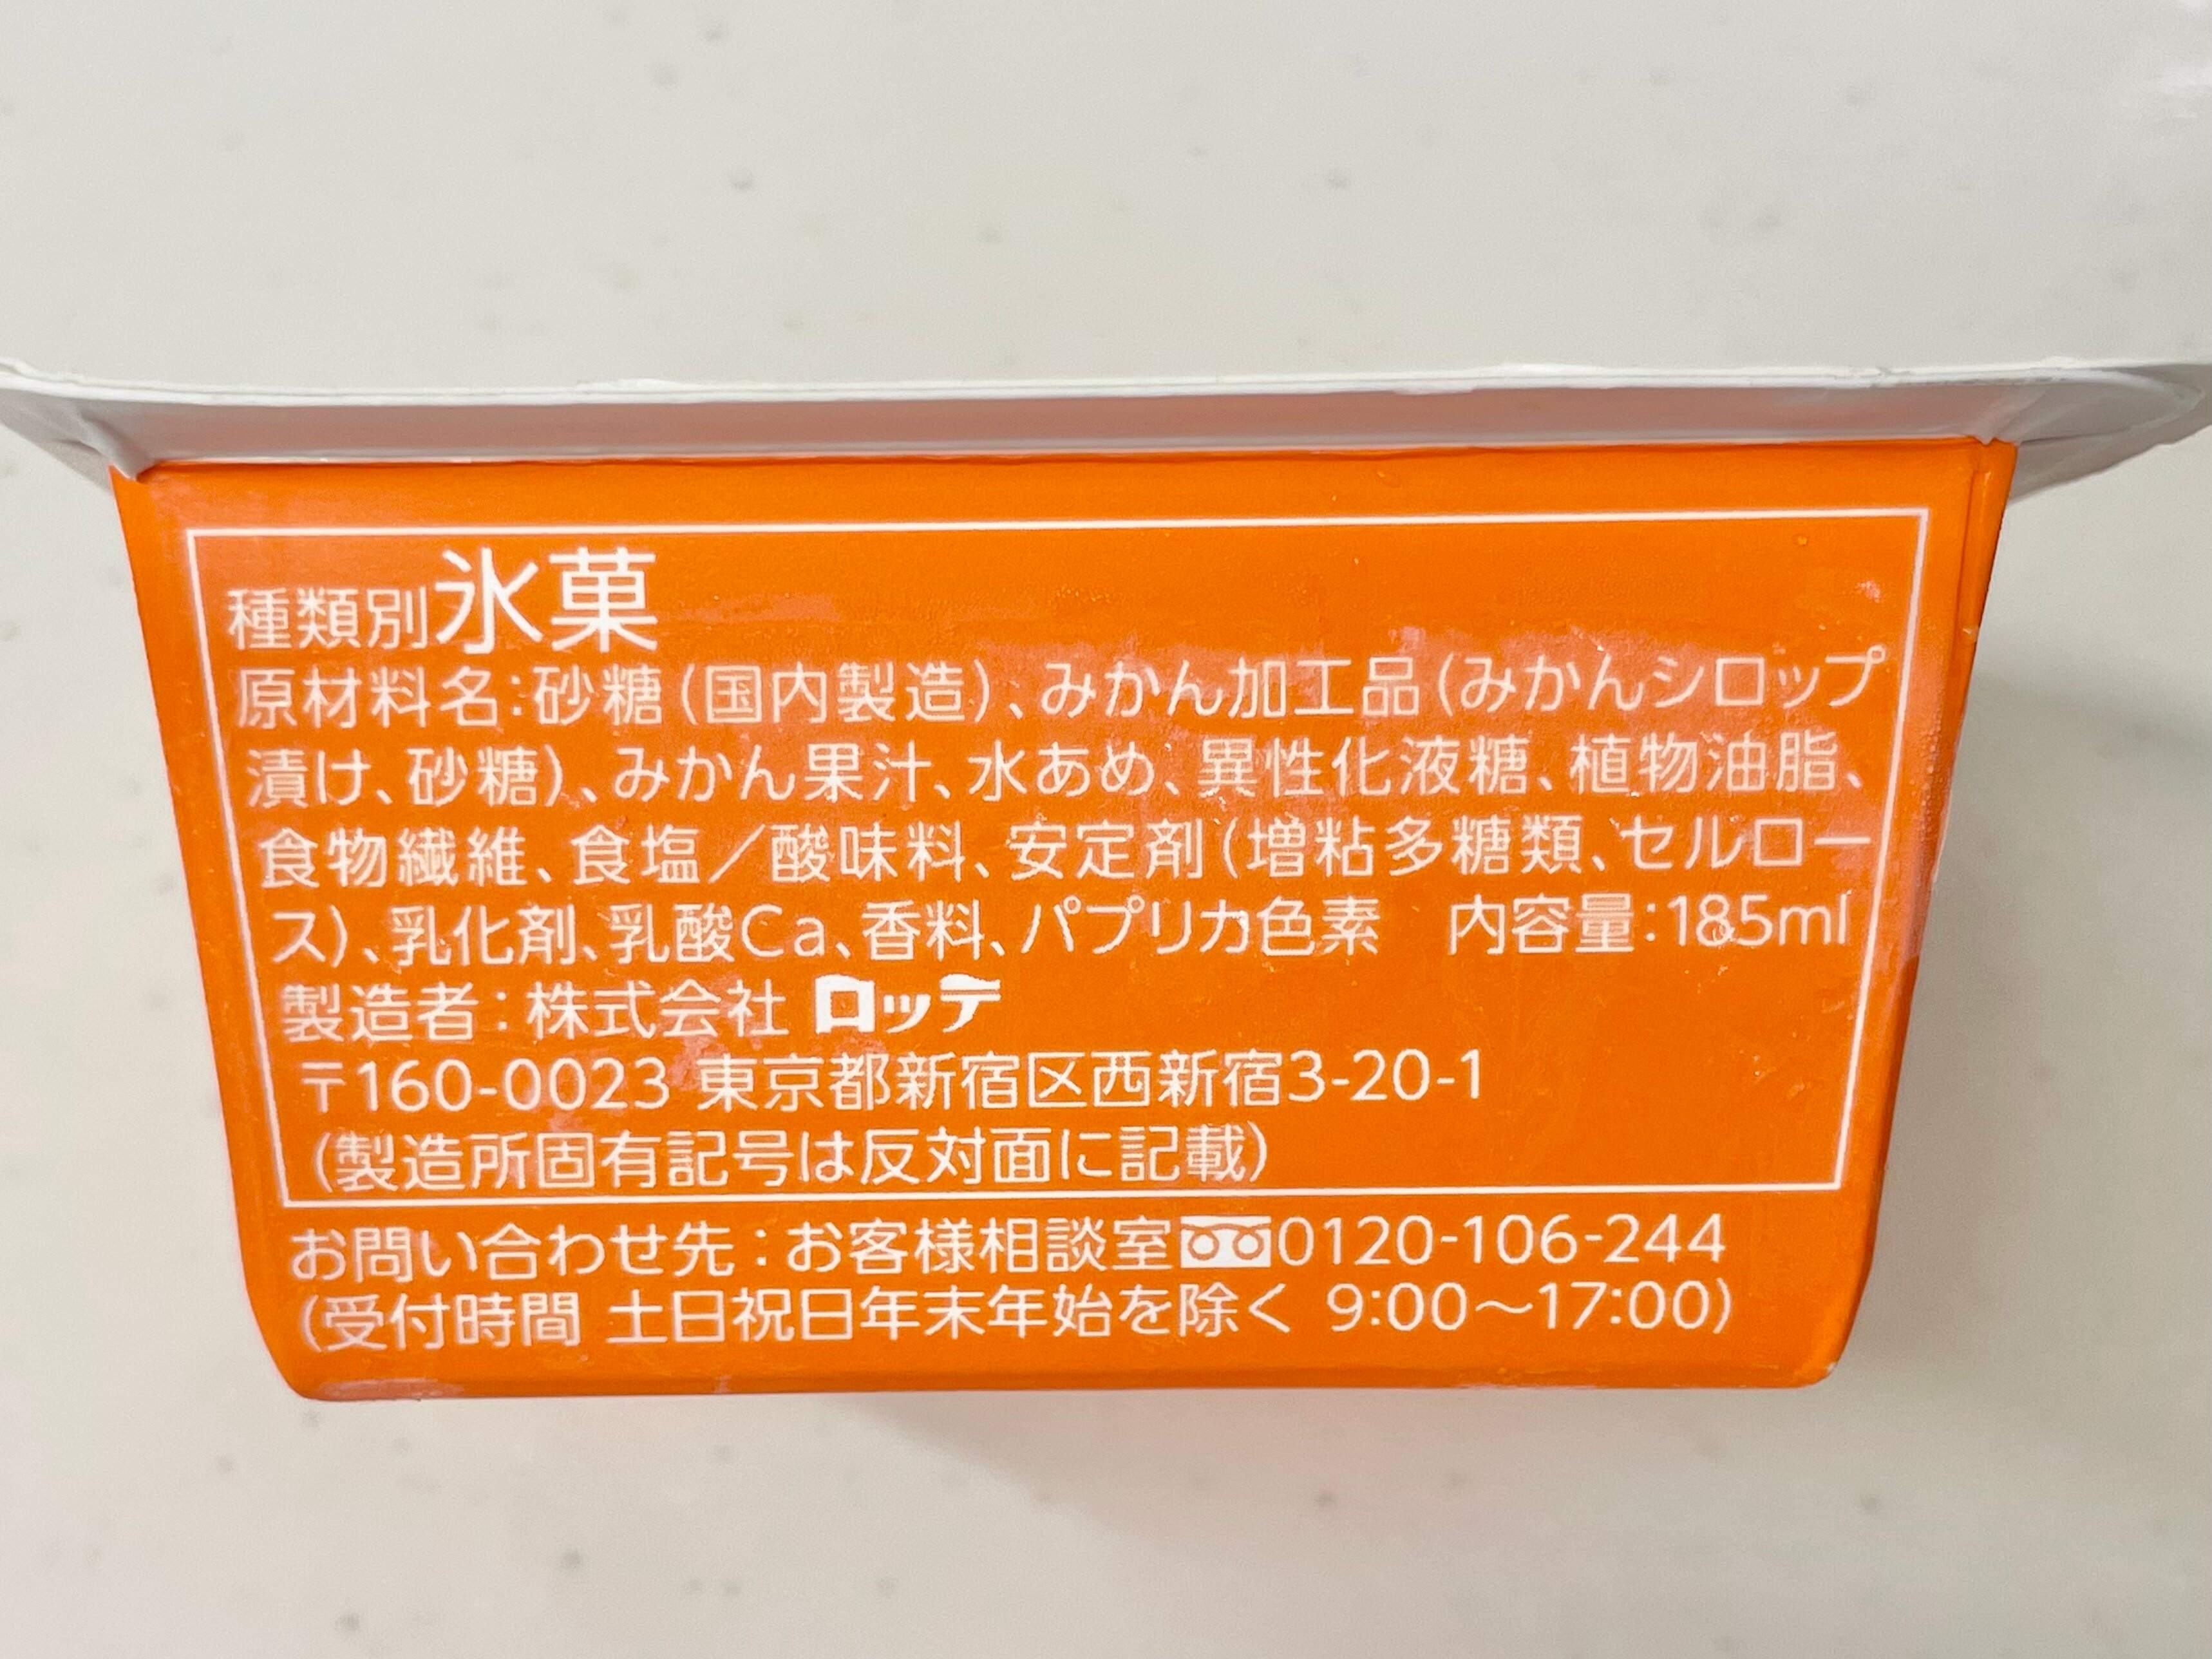 種類別氷菓
原材料名:砂糖(国内製造)、みかん加工品(みかんシロップ
漬け、砂糖)、みかん果汁、水あめ、異性化液糖、植物油脂、
食物繊維、食塩／酸味料、安定剤(増粘多糖類、セルロー
ス)、乳化剤、乳酸Ca、香料、パプリカ色素　内容量:185ml
製造者:株式会社 ロッテ
〒160-0023 東京都新宿区西新宿3-20-1
(製造所固有記号は反対面に記載)
お問い合わせ先:お客様相談室 0120-106-244
(受付時間 土日祝日年末年始を除く 9:00〜17:00)